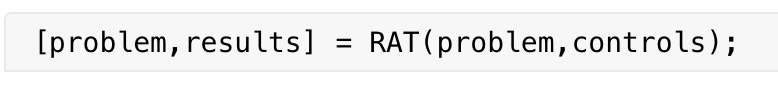 [problem,results] = RAT(problem,controls);